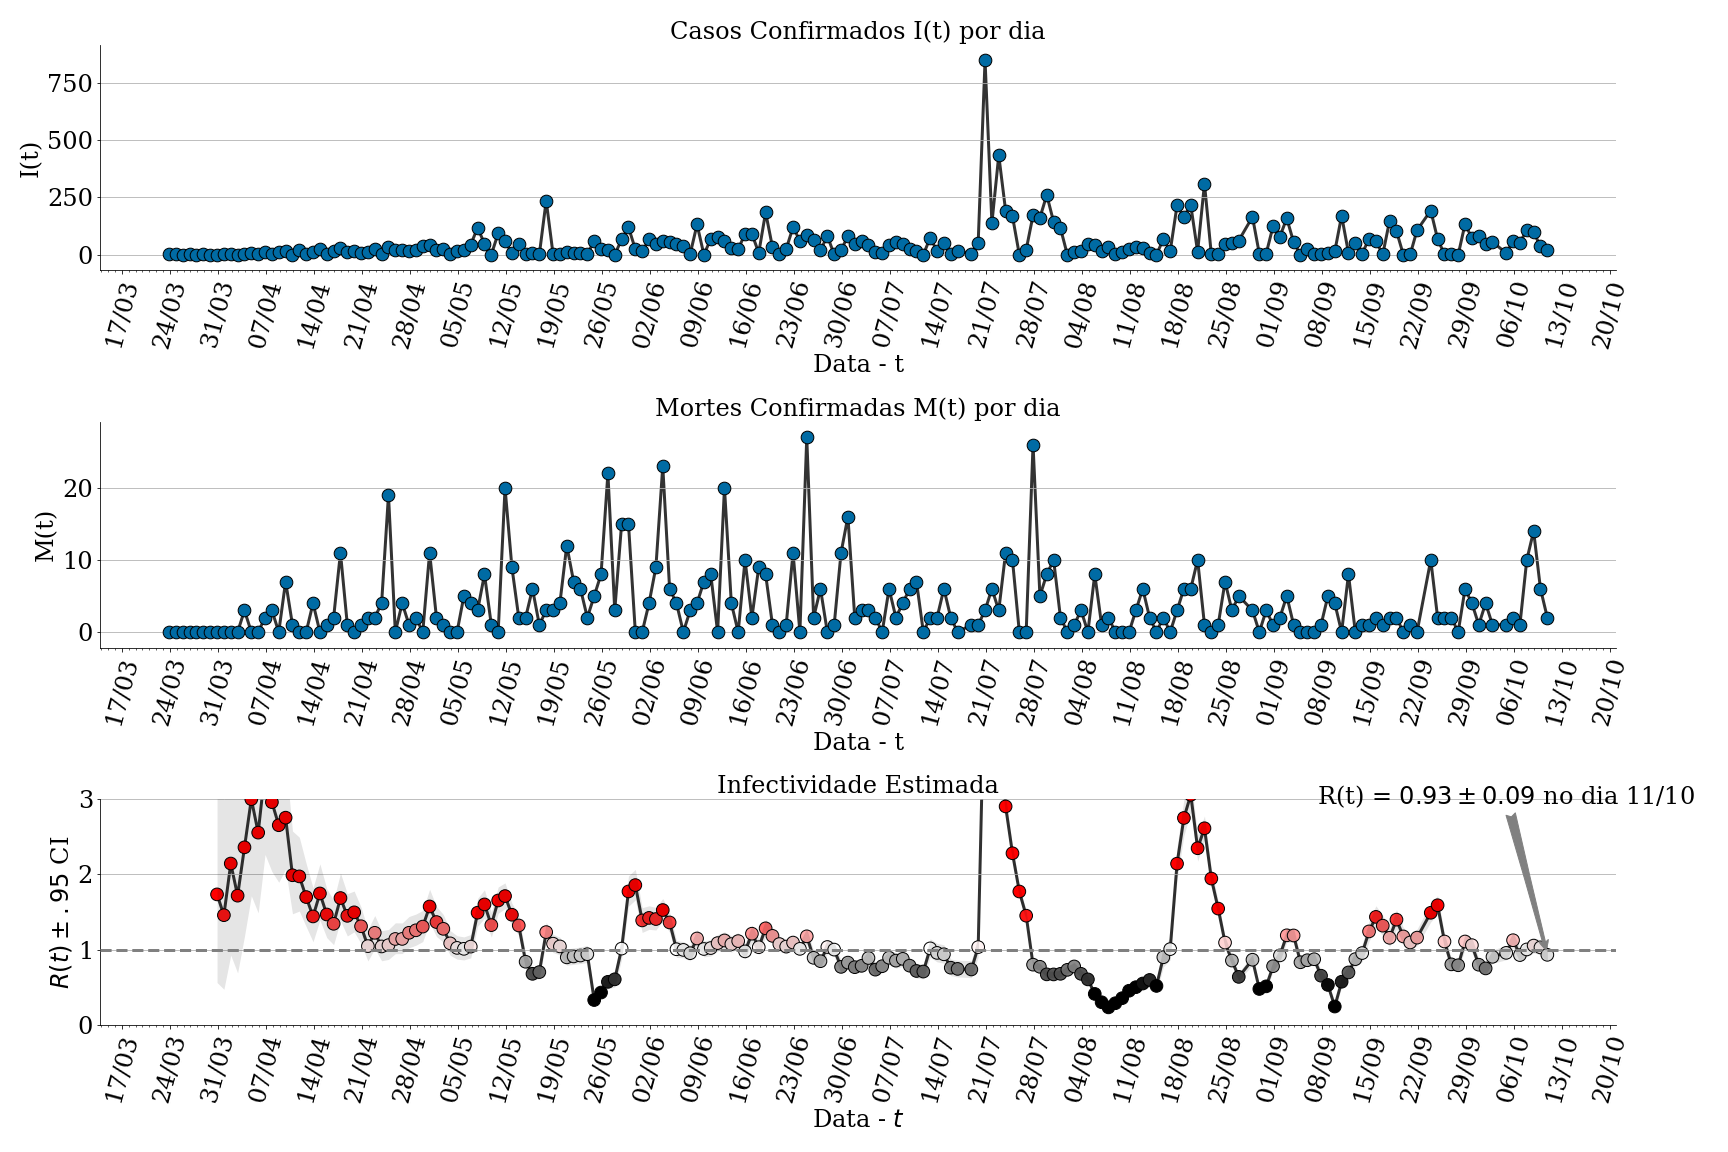 Casos Confirmados I(t) por dia
I(t)
750
500
250
0
17/03 24/03 31/03 07/04 14/04 21/04 28/04 05/05 12/05 19/05 26/05 02/06 09/06 16/06 23/06 30/06 07/07 14/07 21/07 28/07 04/08 11/08 18/08 25/08 01/09 08/09 15/09 22/09 29/09 06/10 13/10 20/10
Data - t
Mortes Confirmadas M(t) por dia
M(t)
20
10
0
17/03 24/03 31/03 07/04 14/04 21/04 28/04 05/05 12/05 19/05 26/05 02/06 09/06 16/06 23/06 30/06 07/07 14/07 21/07 28/07 04/08 11/08 18/08 25/08 01/09 08/09 15/09 22/09 29/09 06/10 13/10 20/10
Data - t
Infectividade Estimada
R(t) = 0.93 ± 0.09 no dia 11/10
R(t) ± .95 CI
3
2
1
0
17/03 24/03 31/03 07/04 14/04 21/04 28/04 05/05 12/05 19/05 26/05 02/06 09/06 16/06 23/06 30/06 07/07 14/07 21/07 28/07 04/08 11/08 18/08 25/08 01/09 08/09 15/09 22/09 29/09 06/10 13/10 20/10
Data - t